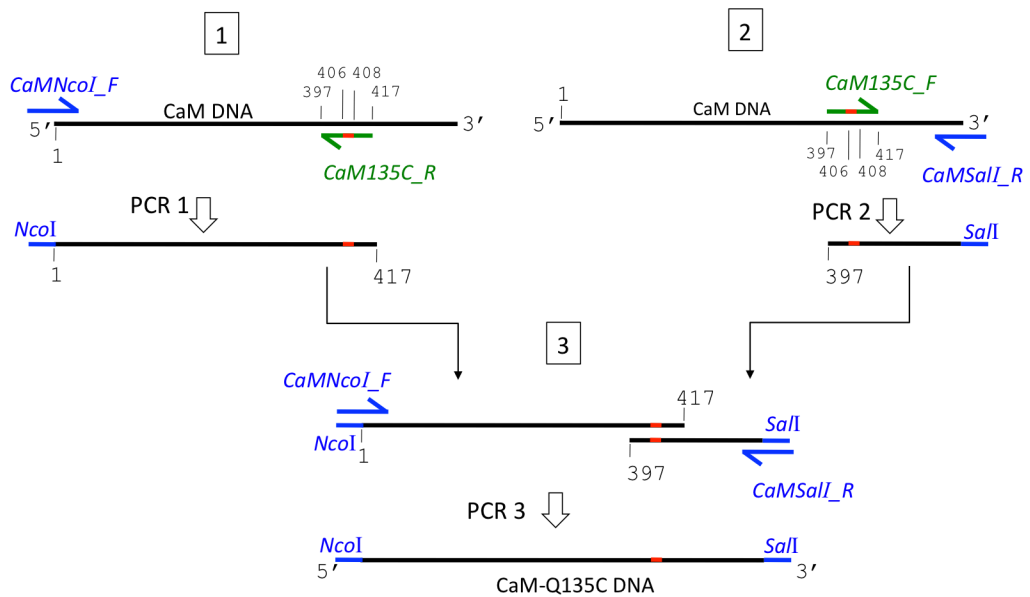 1
CaMNcoI_F
406 408
397 417
CaM DNA
5′ 3′
1
CaM135C_R
PCR 1
NcoI
1
417
2
1
CaM135C_F
CaM DNA
5′ 3′
397 417
406 408
CaMSalI_R
PCR 2
SalI
397
3
CaMNcoI_F
417
NcoI
1
SalI
397
CaMSalI_R
PCR 3
NcoI SalI
5′ 3′
CaM-Q135C DNA